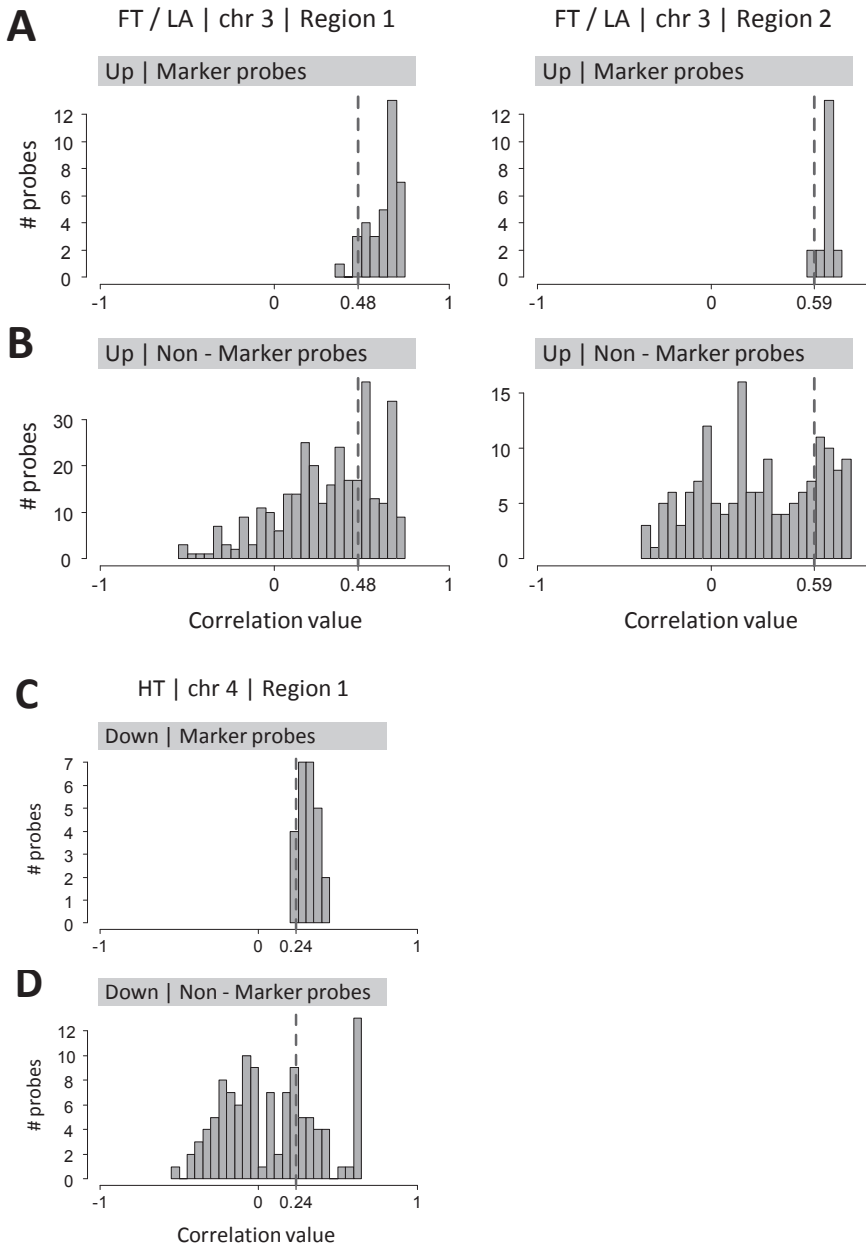 A
FT / LA | chr 3 | Region 1
FT / LA | chr 3 | Region 2
Up | Marker probes
Up | Marker probes
# probes
12
10
8
6
4
2
0
-1
0
0.48
1
12
10
8
6
4
2
0
-1
0
0.59
B
Up | Non - Marker probes
Up | Non - Marker probes
# probes
30
20
10
0
-1
0
0.48
1
Correlation value
15
10
5
0
-1
0
0.59
Correlation value
C
HT | chr 4 | Region 1
Down | Marker probes
# probes
7
6
5
4
3
2
1
0
-1
0
0.24
1
D
Down | Non - Marker probes
# probes
12
10
8
6
4
2
0
-1
0
0.24
1
Correlation value